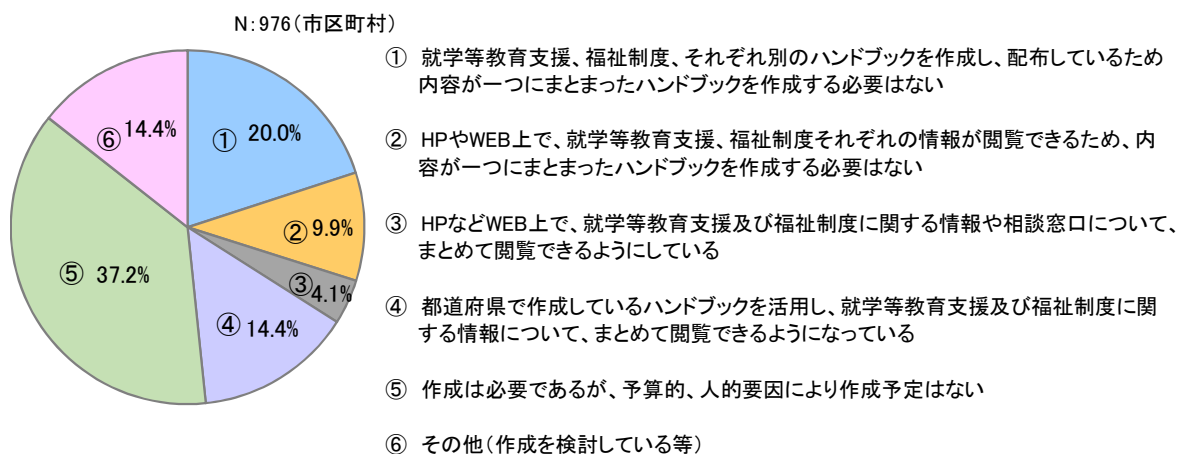 N:976(市区町村)
① 20.0%
② 9.9%
③ 4.1%
④ 14.4%
⑤ 37.2%
⑥ 14.4%
① 就学等教育支援、福祉制度、それぞれ別のハンドブックを作成し、配布しているため
内容が一つにまとまったハンドブックを作成する必要はない
② HPやWEB上で、就学等教育支援、福祉制度それぞれの情報が閲覧できるため、内
容が一つにまとまったハンドブックを作成する必要はない
③ HPなどWEB上で、就学等教育支援及び福祉制度に関する情報や相談窓口について、
まとめて閲覧できるようにしている
④ 都道府県で作成しているハンドブックを活用し、就学等教育支援及び福祉制度に関
する情報について、まとめて閲覧できるようになっている
⑤ 作成は必要であるが、予算的、人的要因により作成予定はない
⑥ その他(作成を検討している等)